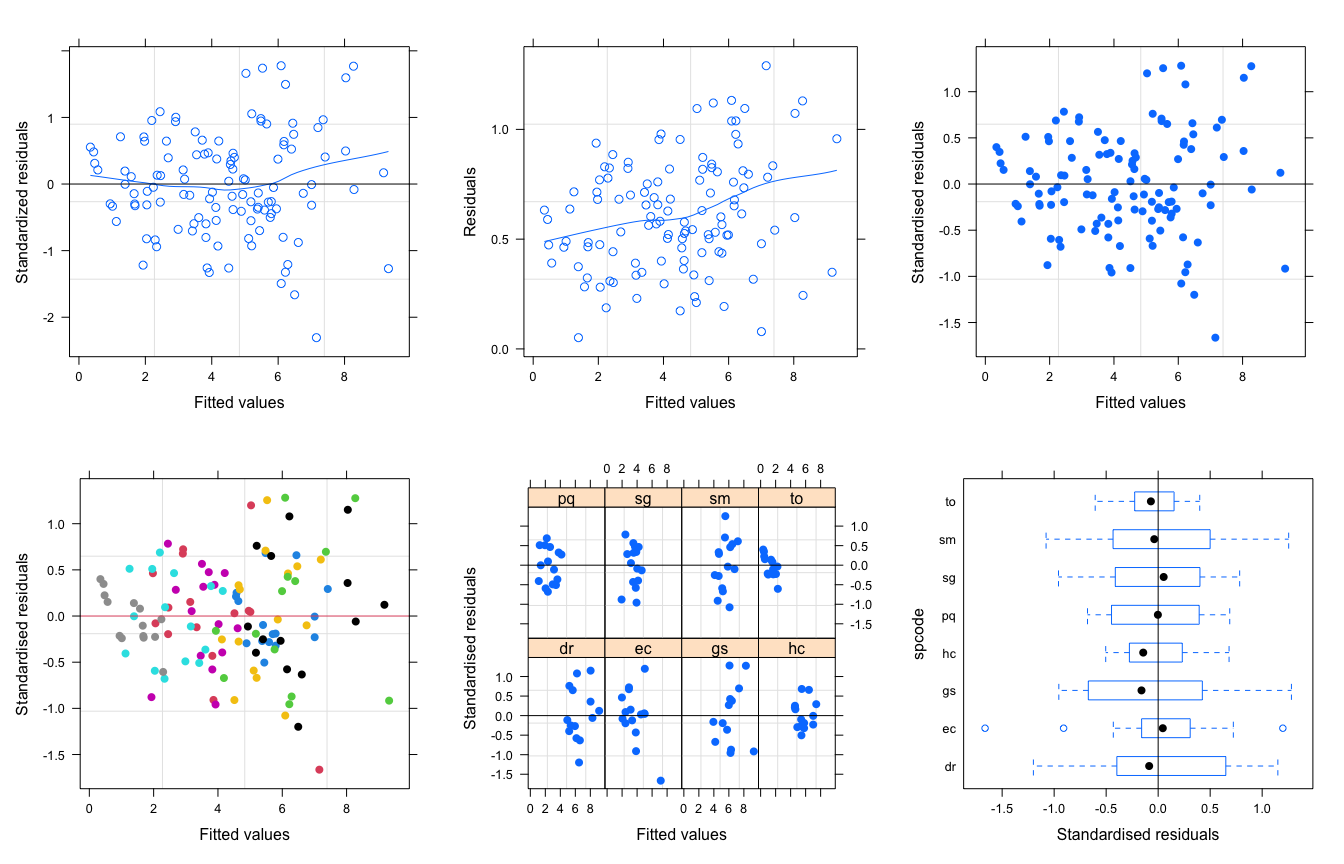 1
0
-1
-2
0 2 4 6 8
Fitted values
Standardized residuals
1.0
0.5
0.0
0 2 4 6 8
Fitted values
Residuals
1.0
0.5
0.0
-0.5
-1.0
-1.5
0 2 4 6 8
Fitted values
Standardised residuals
1.0
0.5
0.0
-0.5
-1.0
-1.5
0 2 4 6 8
Fitted values
Standardised residuals
0 2 4 6 8 0 2 4 6 8
pq sg sm to
1.0
0.5
0.0
-0.5
-1.0
-1.5
dr ec gs hc
1.0
0.5
0.0
-0.5
-1.0
-1.5
0 2 4 6 8 0 2 4 6 8
Fitted values
Standardised residuals
to
sm
sg
pq
hc
gs
ec
dr
spcode
-1.5 -1.0 -0.5 0.0 0.5 1.0
Standardised residuals